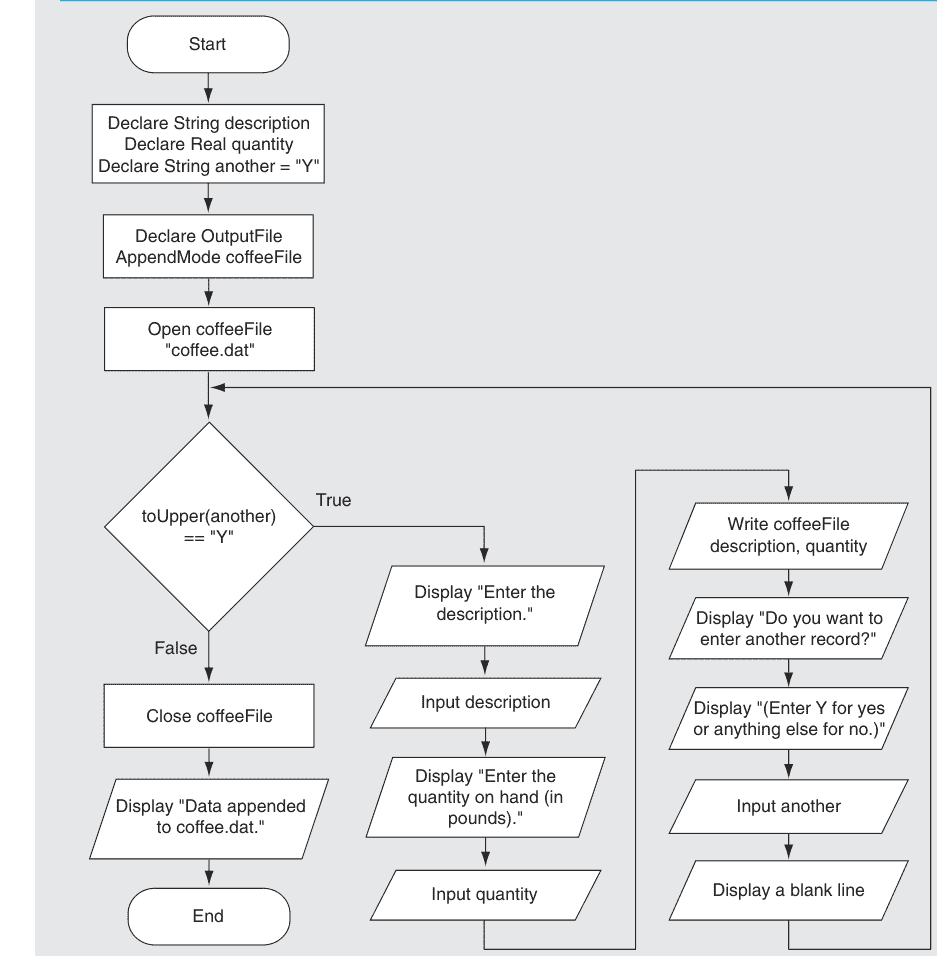 Start
Declare String description
Declare Real quantity
Declare String another = "Y"
Declare OutputFile
AppendMode coffeeFile
Open coffeeFile
"coffee.dat"
toUpper(another)
== "Y"
True
False
Close coffeeFile
Display "Data appended
to coffee.dat."
End
Display "Enter the
description."
Input description
Display "Enter the
quantity on hand (in
pounds)."
Input quantity
Write coffeeFile
description, quantity
Display "Do you want to
enter another record?"
Display "(Enter Y for yes
or anything else for no.)"
Input another
Display a blank line